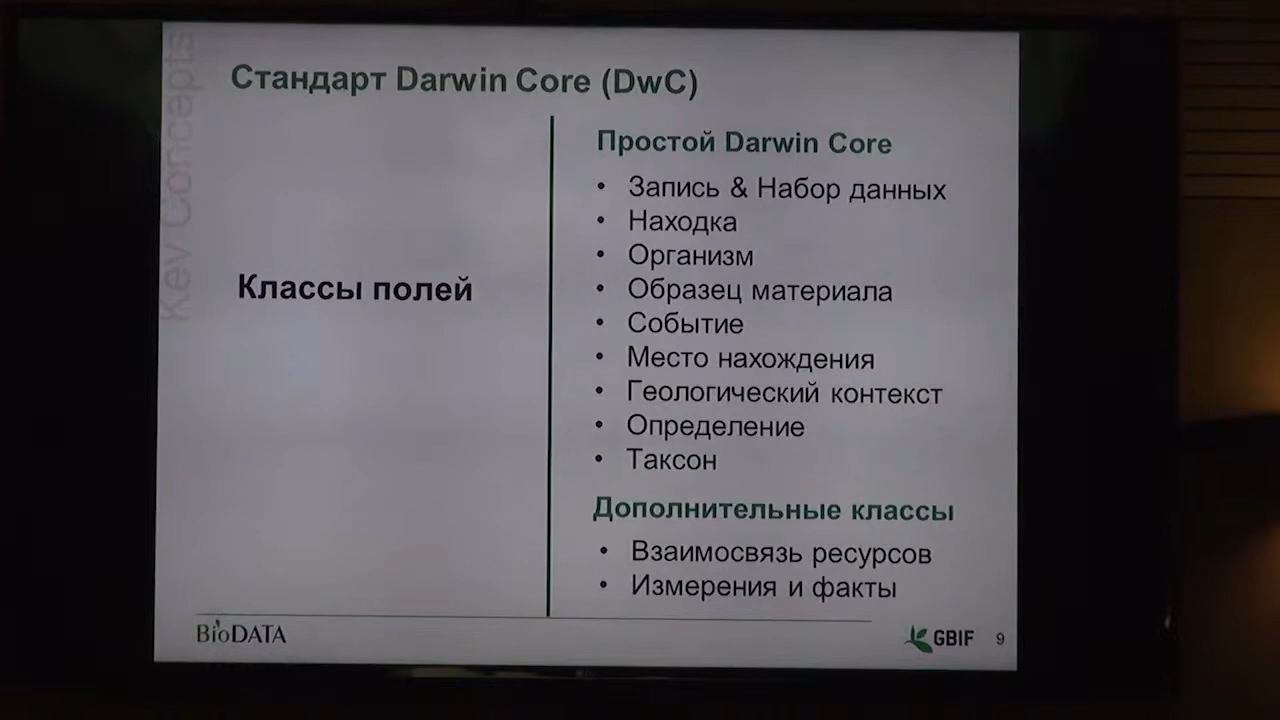 Key Concepts
Стандарт Darwin Core (DwC)
Классы полей
Простой Darwin Core
• Запись & Набор данных
• Находка
• Организм
• Образец материала
• Событие
• Место нахождения
• Геологический контекст
• Определение
• Таксон
Дополнительные классы
• Взаимосвязь ресурсов
• Измерения и факты
BioDATA
GBIF
9